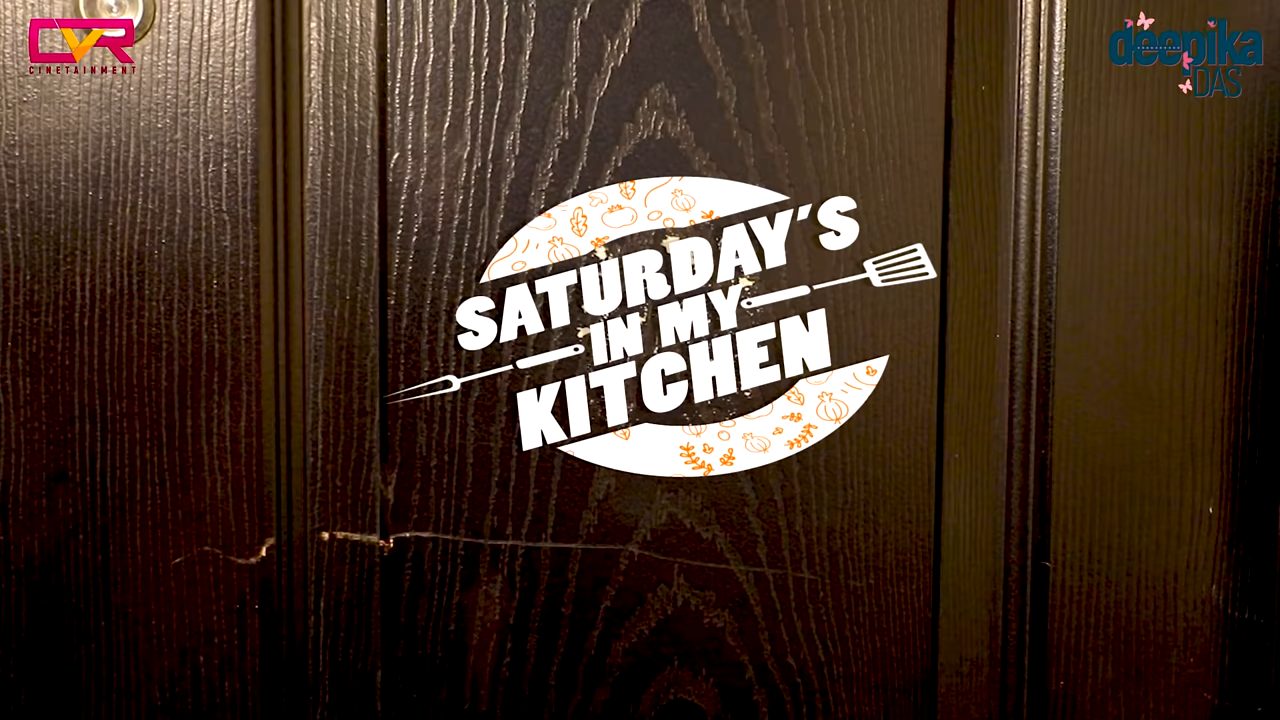 CVR
CINETAINMENT
deepika
DAS
SATURDAY'S
IN MY
KITCHEN